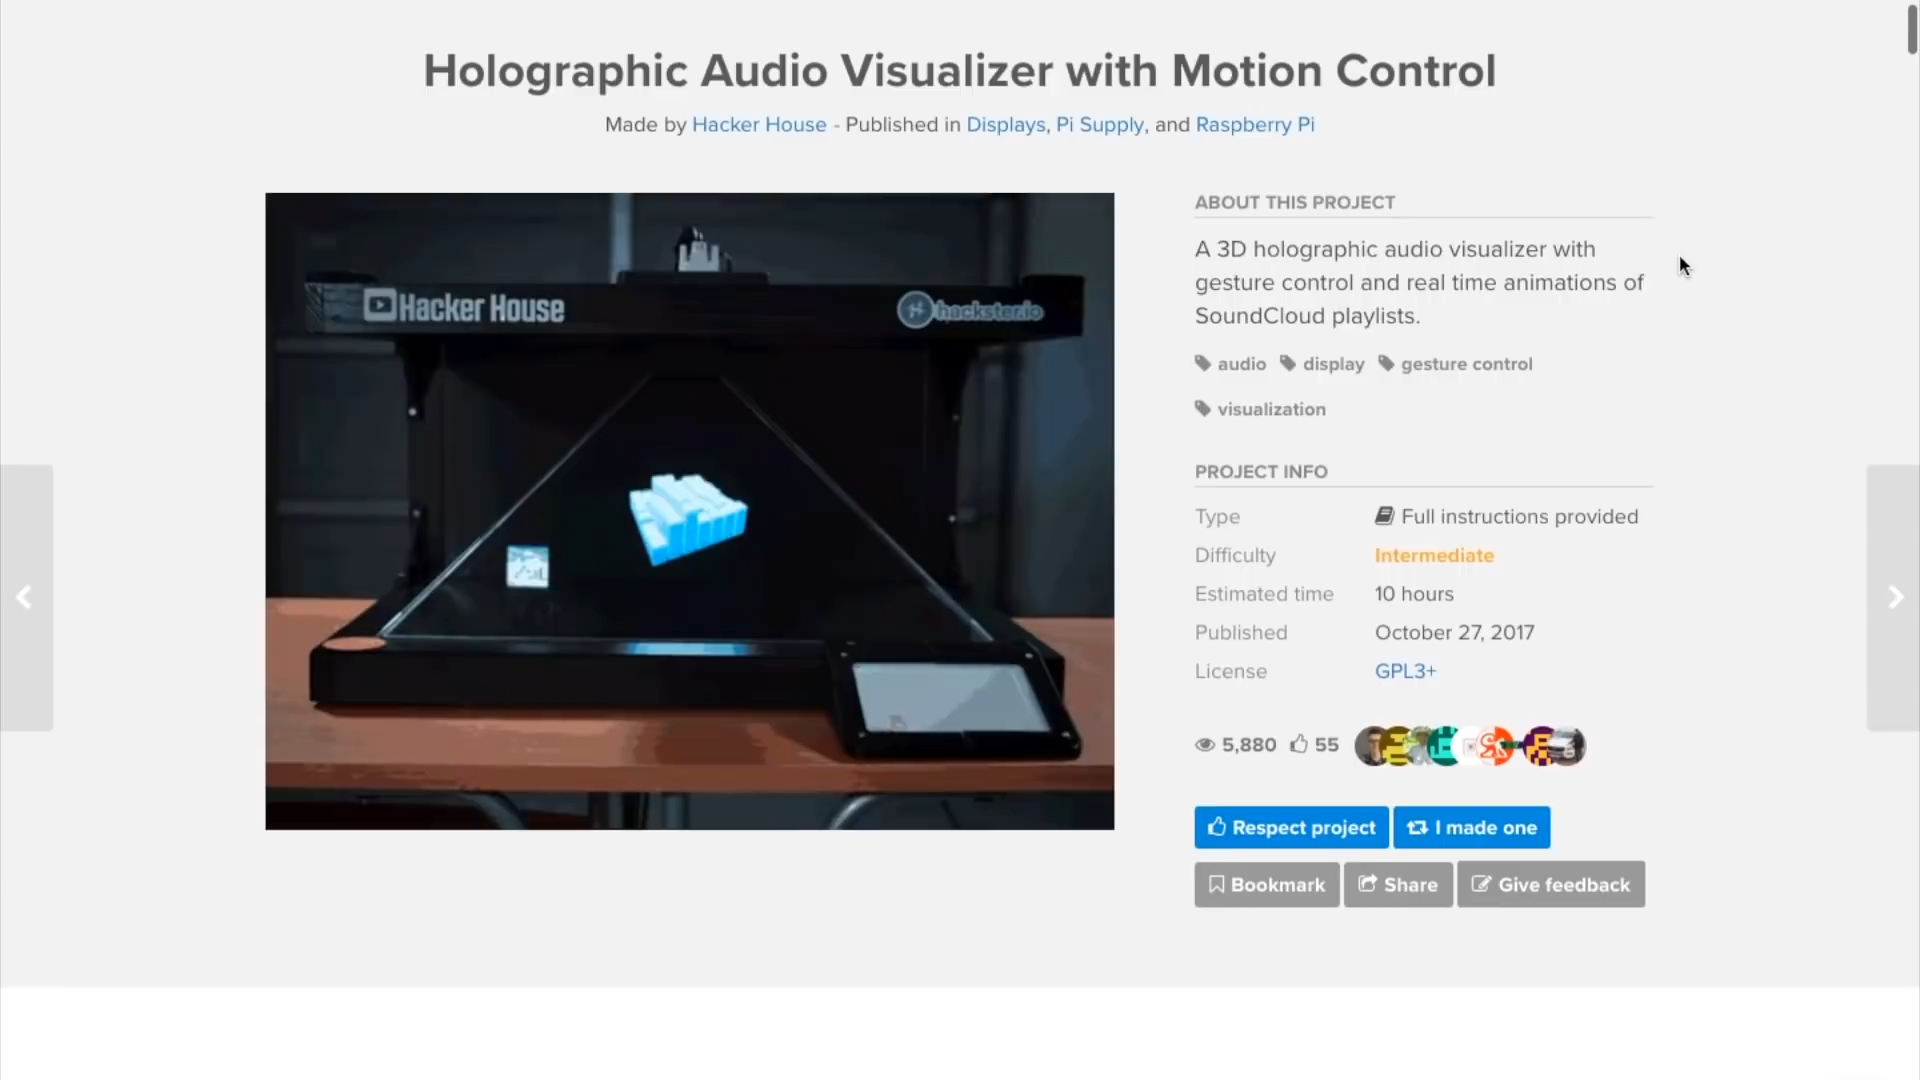 Holographic Audio Visualizer with Motion Control
Made by Hacker House - Published in Displays, Pi Supply, and Raspberry Pi
Hacker House
hackster.io
ABOUT THIS PROJECT
A 3D holographic audio visualizer with
gesture control and real time animations of
SoundCloud playlists.
audio display gesture control
visualization
PROJECT INFO
Type Full instructions provided
Difficulty Intermediate
Estimated time 10 hours
Published October 27, 2017
License GPL3+
5,880 55
Respect project I made one
Bookmark Share Give feedback